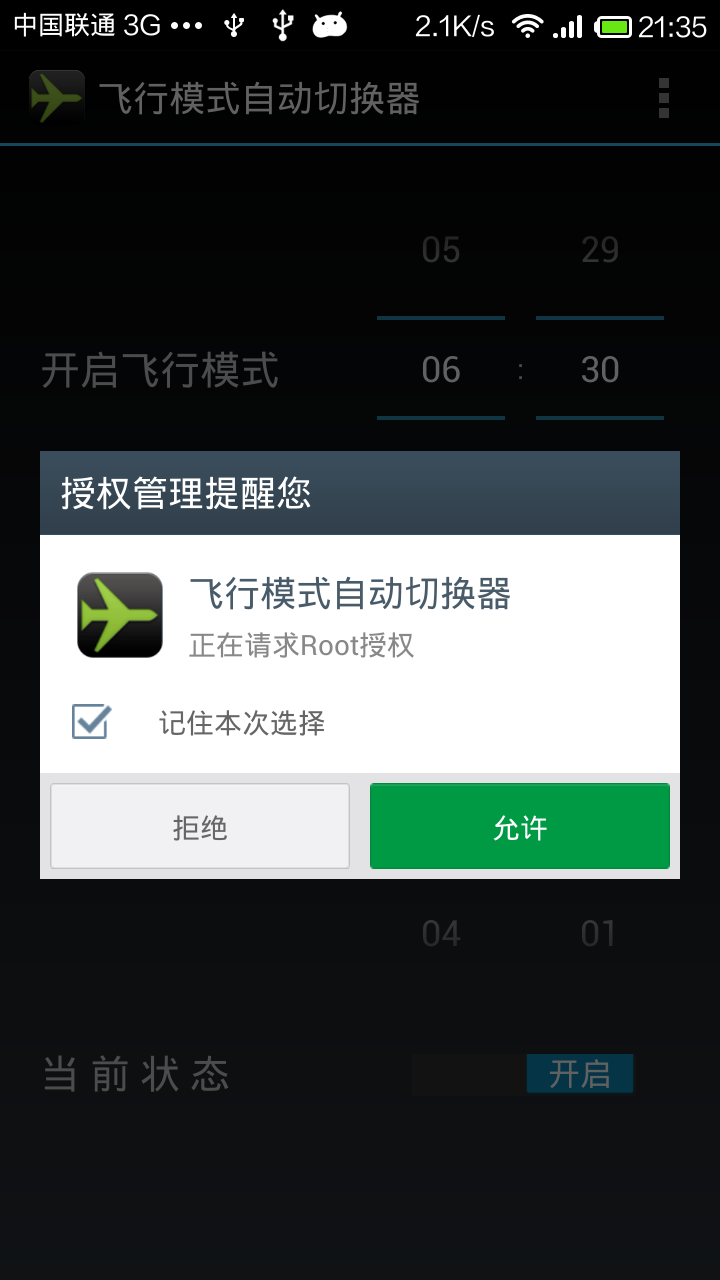 中国联通 3G ••• 2.1K/s 21:35
飞行模式自动切换器
05 29
开启飞行模式 06 : 30
授权管理提醒您
飞行模式自动切换器
正在请求Root授权
记住本次选择
拒绝 允许
04 01
当前状态 开启